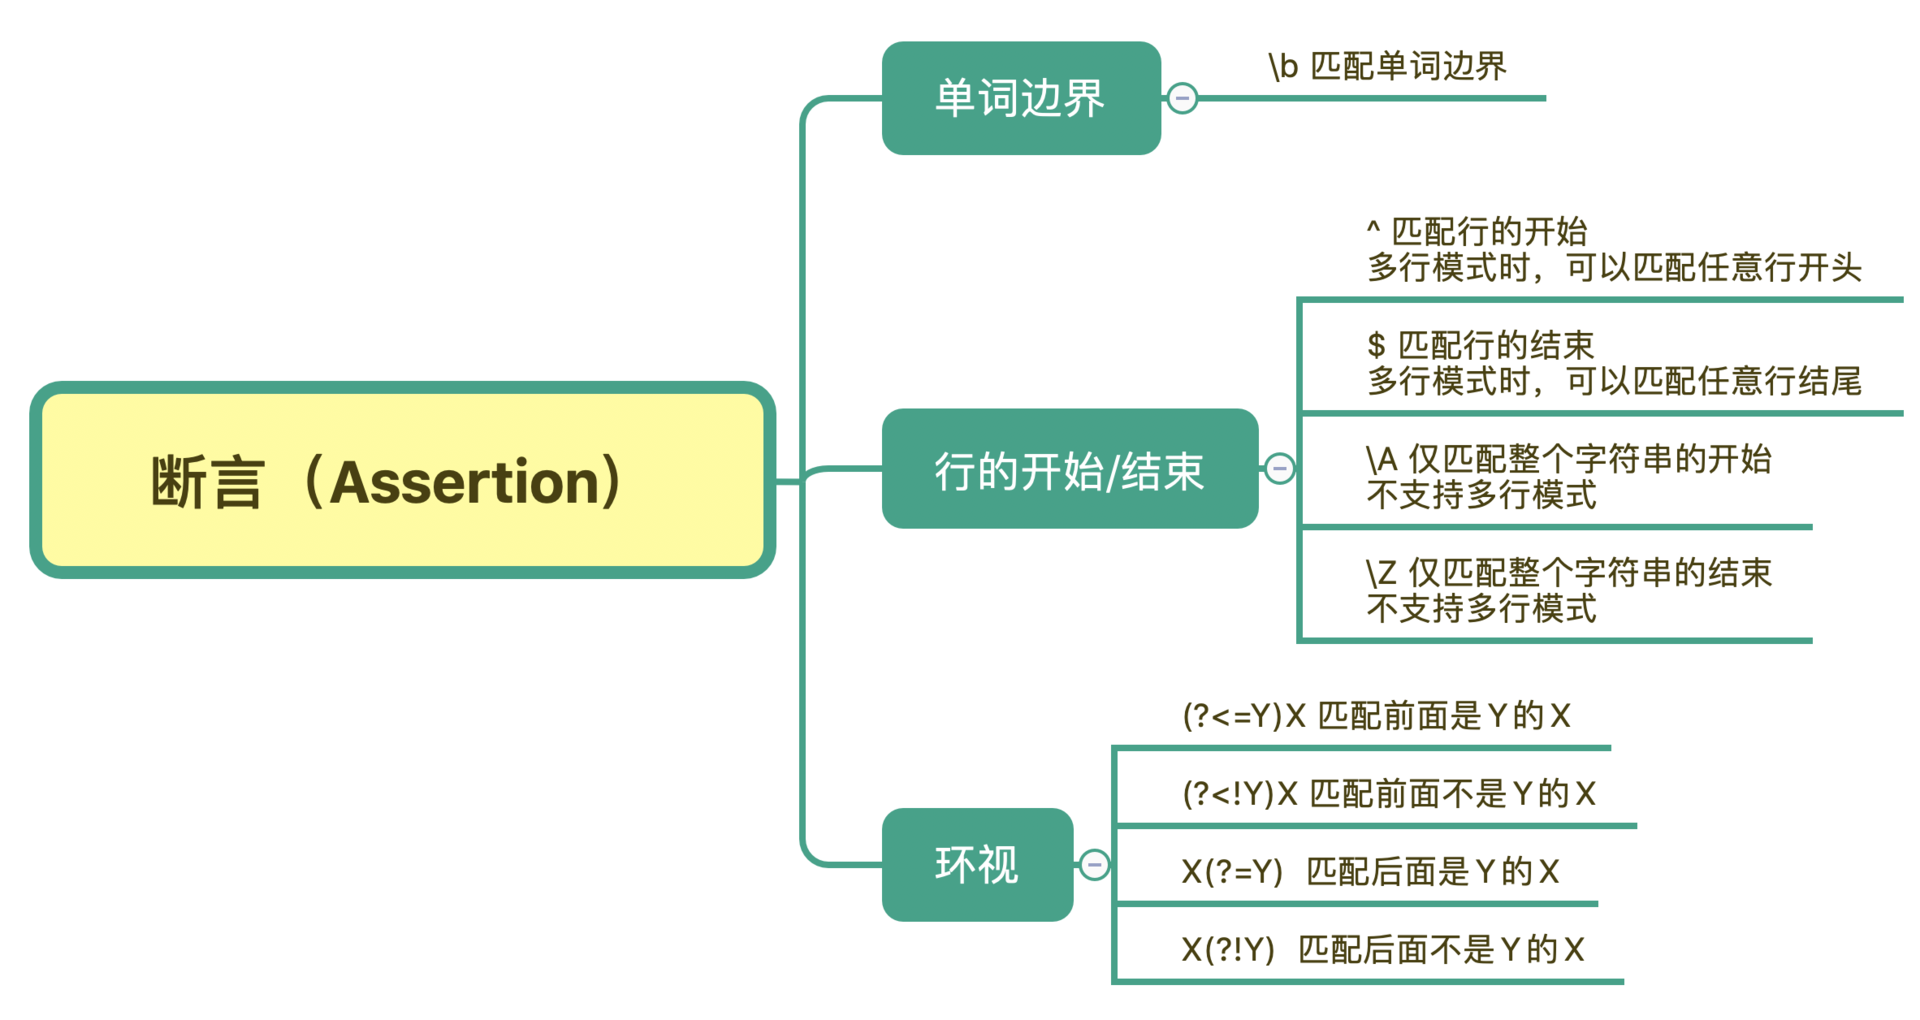 断言（Assertion）
单词边界
\b 匹配单词边界
行的开始/结束
^ 匹配行的开始
多行模式时，可以匹配任意行开头
$ 匹配行的结束
多行模式时，可以匹配任意行结尾
\A 仅匹配整个字符串的开始
不支持多行模式
\Z 仅匹配整个字符串的结束
不支持多行模式
环视
(?<=Y)X 匹配前面是 Y 的 X
(?<!Y)X 匹配前面不是 Y 的 X
X(?=Y) 匹配后面是 Y 的 X
X(?!Y) 匹配后面不是 Y 的 X